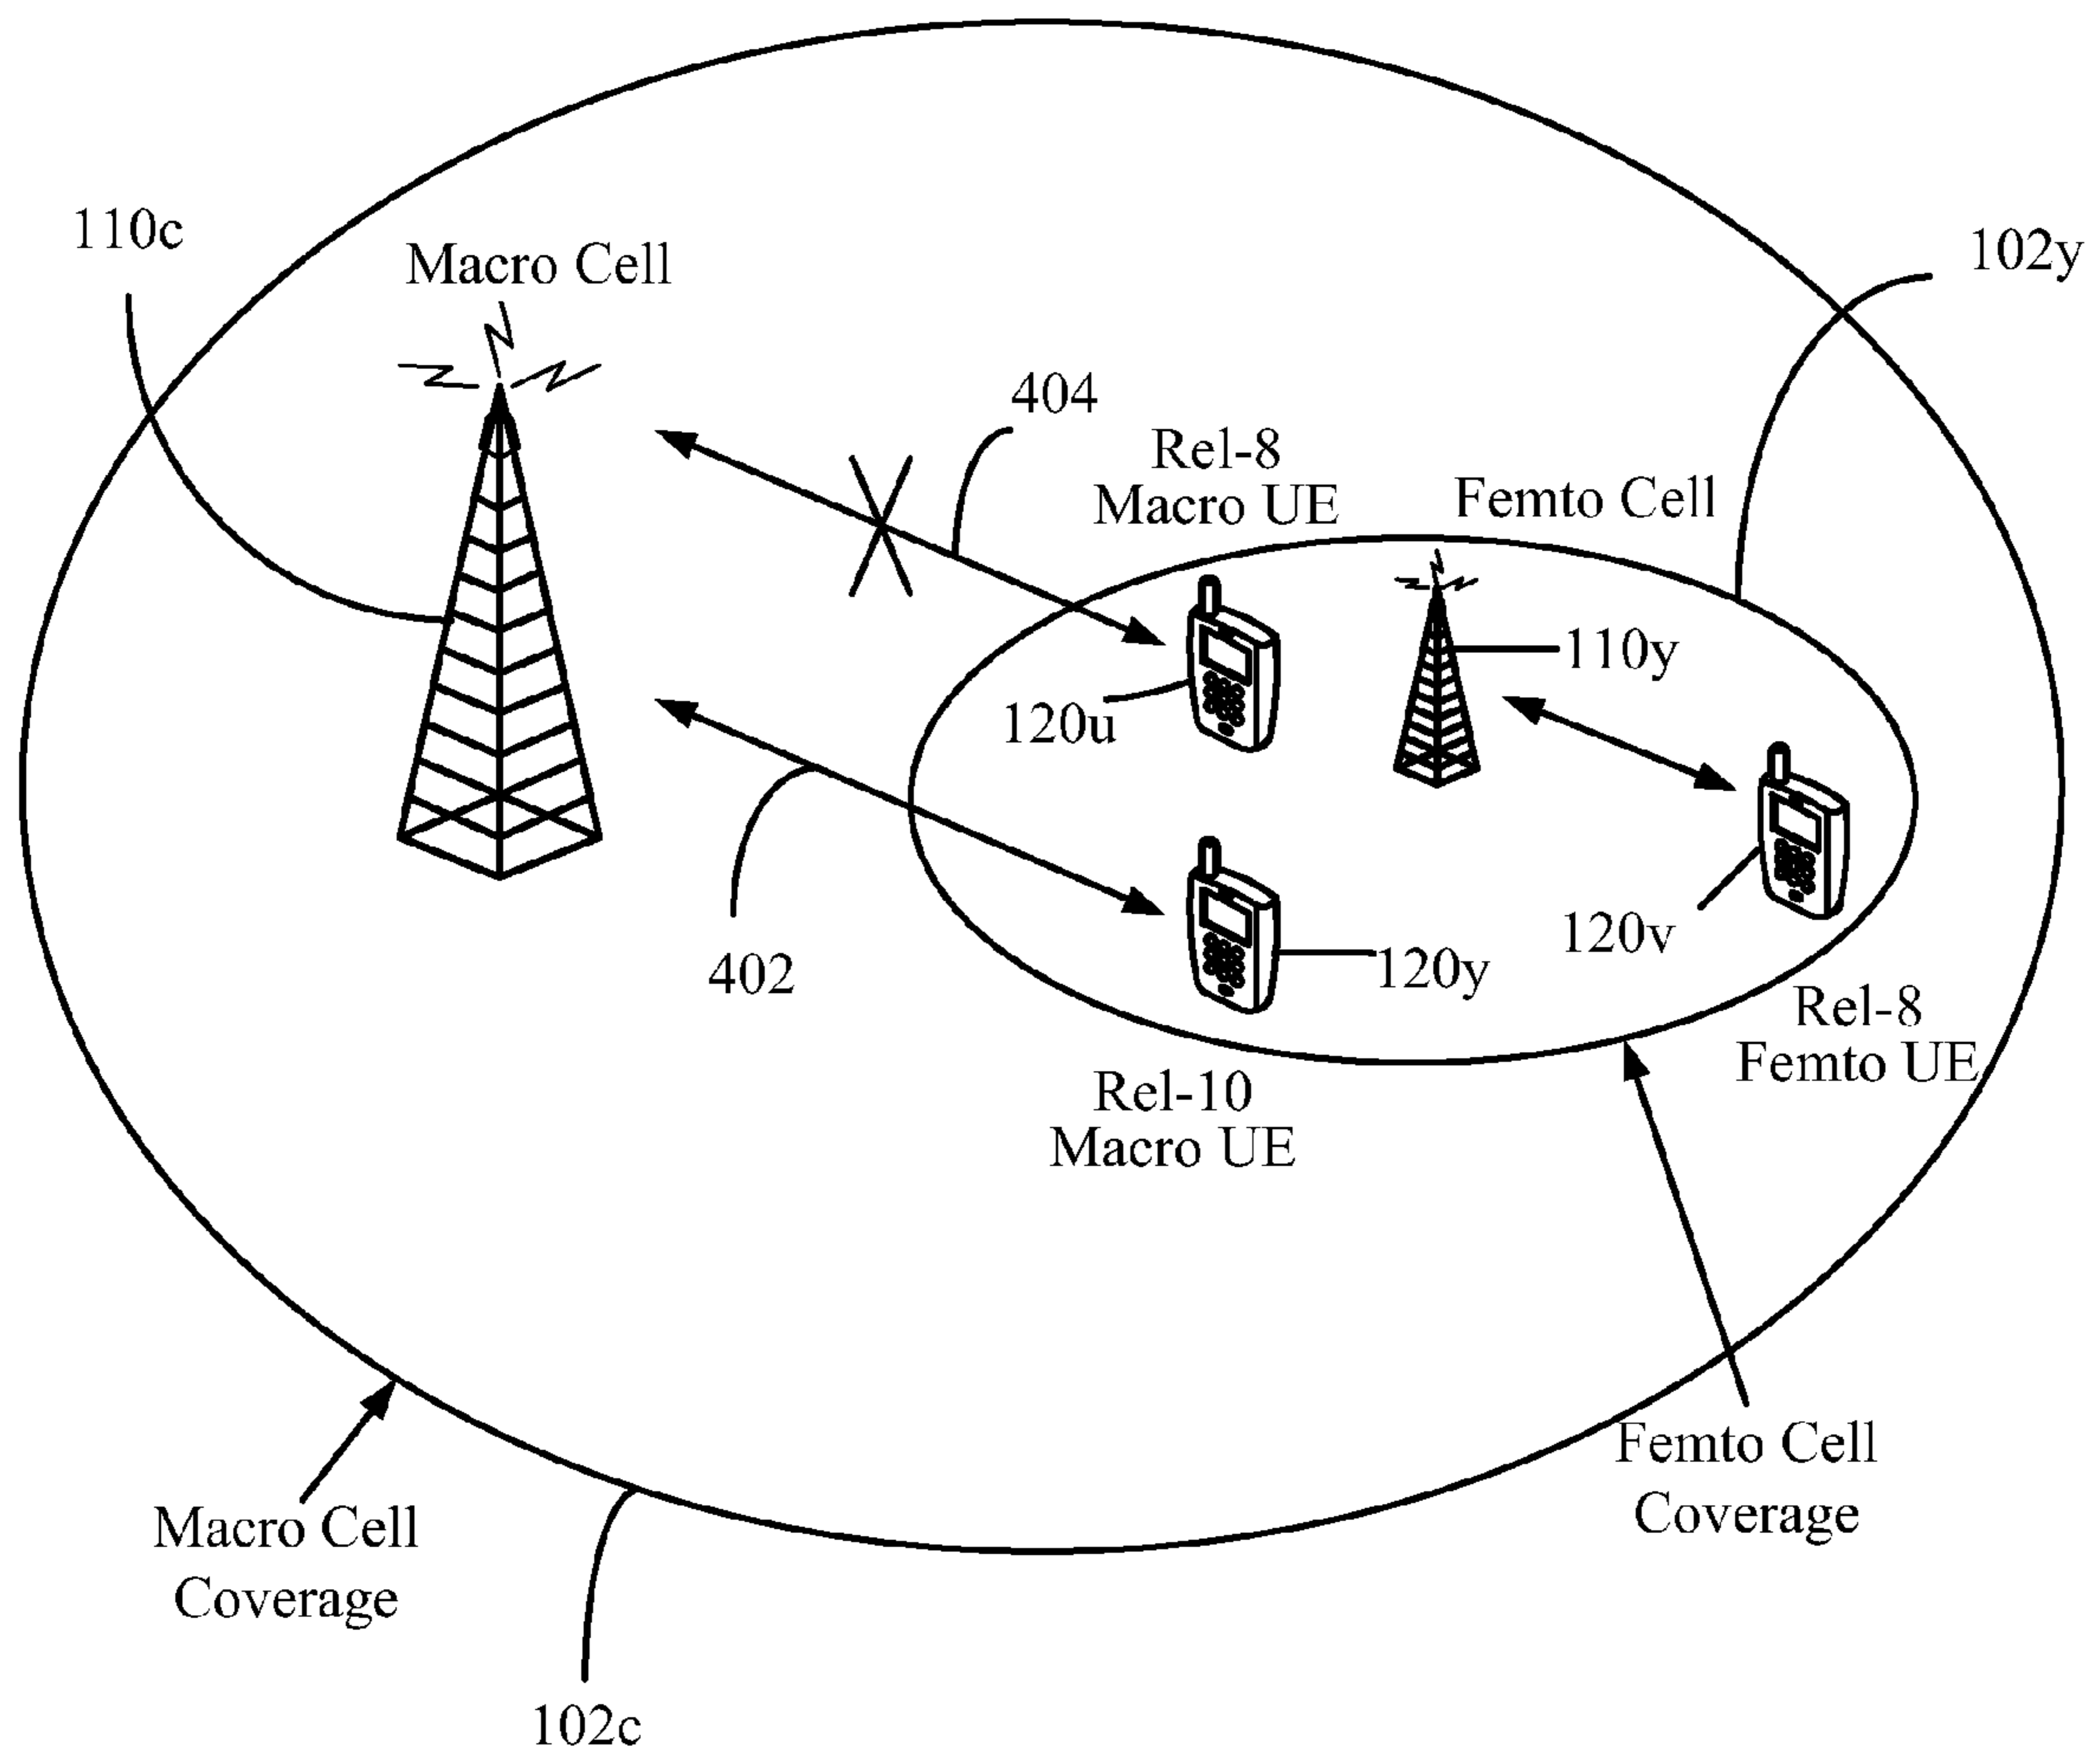 110c
Macro Cell
102y
404
Rel-8
Macro UE
Femto Cell
110y
120u
120v
402
120y
Rel-8
Femto UE
Rel-10
Macro UE
Femto Cell
Coverage
Macro Cell
Coverage
102c